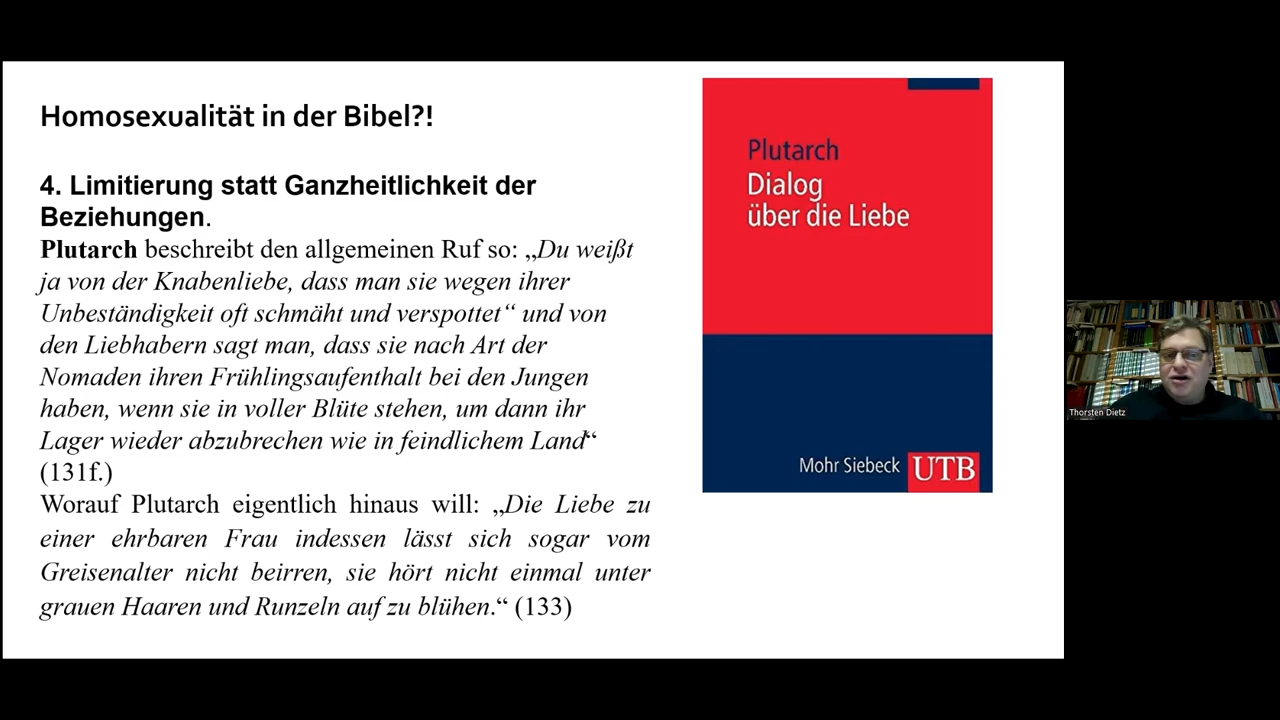 Homosexualität in der Bibel?!
4. Limitierung statt Ganzheitlichkeit der
Beziehungen.
Plutarch beschreibt den allgemeinen Ruf so: „Du weißt
ja von der Knabenliebe, dass man sie wegen ihrer
Unbeständigkeit oft schmäht und verspottet“ und von
den Liebhabern sagt man, dass sie nach Art der
Nomaden ihren Frühlingsaufenthalt bei den Jungen
haben, wenn sie in voller Blüte stehen, um dann ihr
Lager wieder abzubrechen wie in feindlichem Land“
(131f.)
Worauf Plutarch eigentlich hinaus will: „Die Liebe zu
einer ehrbaren Frau indessen lässt sich sogar vom
Greisenalter nicht beirren, sie hört nicht einmal unter
grauen Haaren und Runzeln auf zu blühen.“ (133)
Plutarch
Dialog
über die Liebe
Mohr Siebeck UTB
Thorsten Dietz